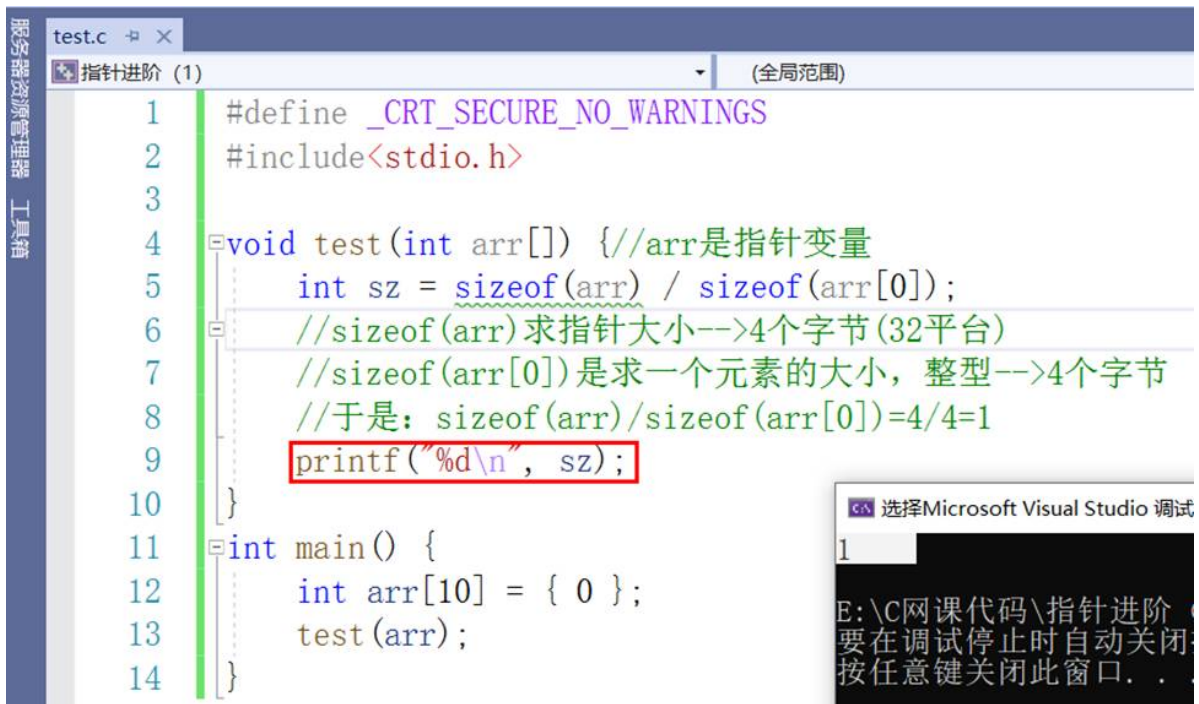 服务器资源管理器
工具箱
test.c
指针进阶 (1)
(全局范围)
1 #define _CRT_SECURE_NO_WARNINGS
2 #include<stdio.h>
3
4 void test(int arr[]) {//arr是指针变量
5 int sz = sizeof(arr) / sizeof(arr[0]);
6 //sizeof(arr)求指针大小-->4个字节(32平台)
7 //sizeof(arr[0])是求一个元素的大小，整型-->4个字节
8 //于是：sizeof(arr)/sizeof(arr[0])=4/4=1
9 printf("%d\n", sz);
10 }
11 int main() {
12 int arr[10] = { 0 };
13 test(arr);
14 }
选择Microsoft Visual Studio 调试
1
E:\C网课代码\指针进阶 (
要在调试停止时自动关闭
按任意键关闭此窗口. . .